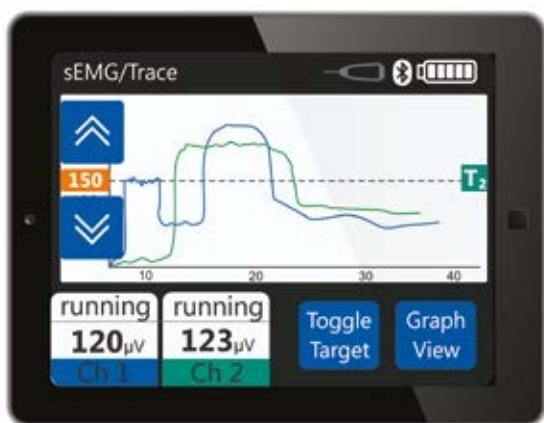 sEMG/Trace
150
T2
10 20 30 40
running running
120µV 123µV
Ch 1 Ch 2
Toggle Target
Graph View